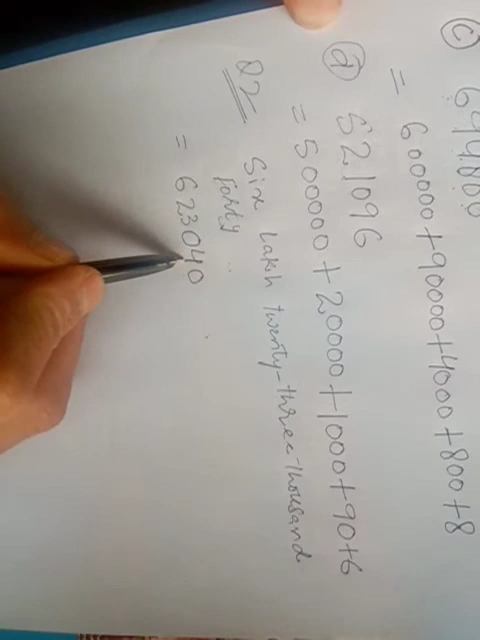 (c) 694808
= 600000+90000+4000+800+8
(d) 521096
= 500000+20000+1000+90+6
Q2 Six Lakh twenty-three-thousand
Forty
= 623040